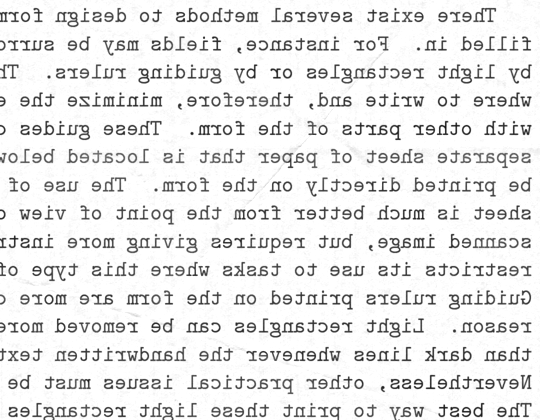 There exist several methods to design form
filled in. For instance, fields may be surro
by light rectangles or by guiding rulers. Th
where to write and, therefore, minimize the e
with other parts of the form. These guides c
separate sheet of paper that is located below
be printed directly on the form. The use of
sheet is much better from the point of view o
scanned image, but requires giving more instr
restricts its use to tasks where this type of
Guiding rulers printed on the form are more c
reason. Light rectangles can be removed more
than dark lines whenever the handwritten text
Nevertheless, other practical issues must be
The best way to print these light rectangles